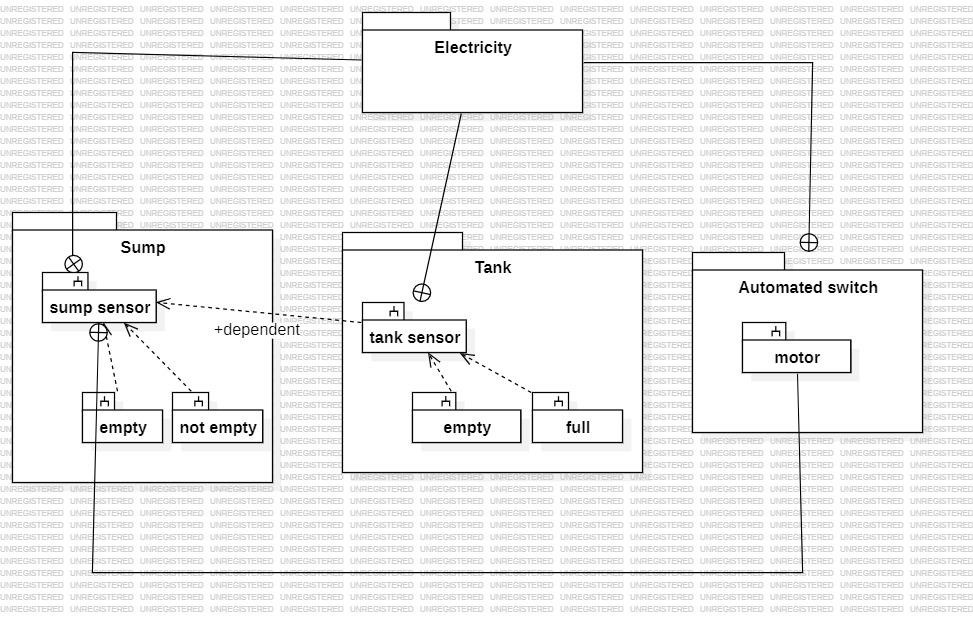 Electricity
Sump
Tank
Automated switch
sump sensor
+dependent
tank sensor
motor
empty
not empty
empty
full
UNREGISTERED